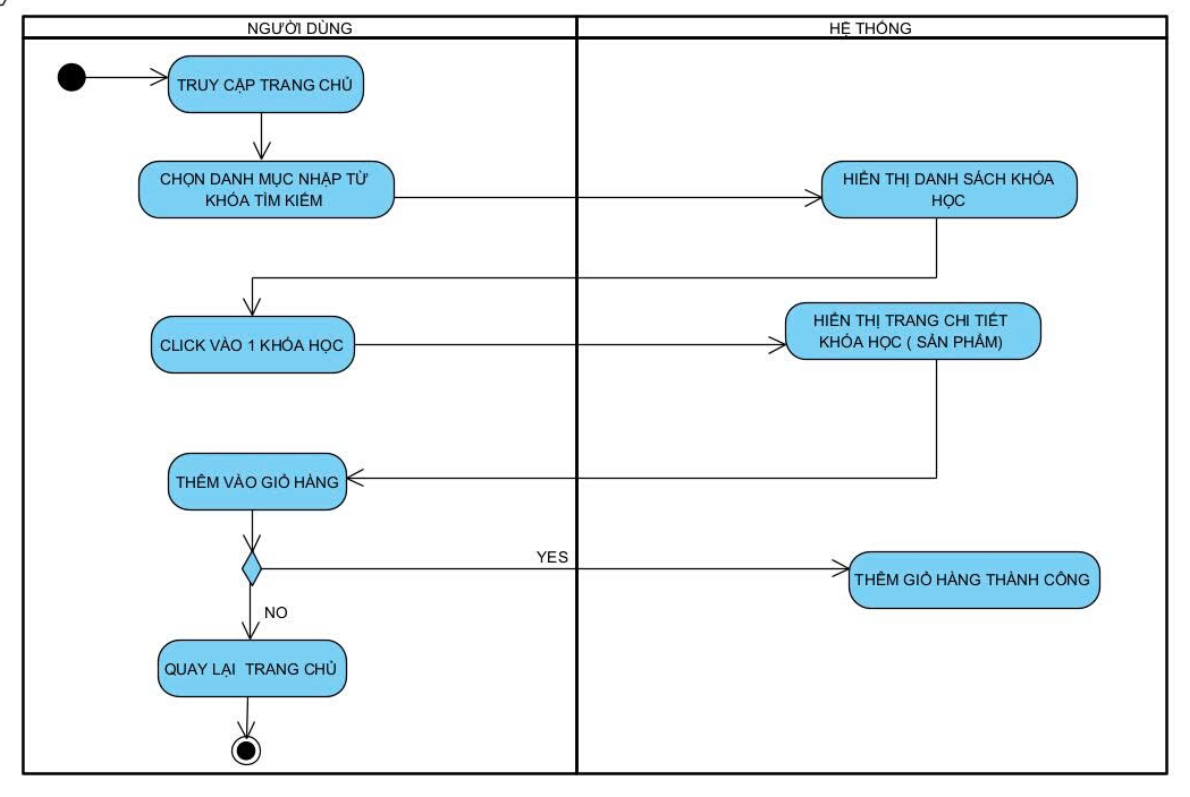 NGƯỜI DÙNG
HỆ THỐNG
TRUY CẬP TRANG CHỦ
CHỌN DANH MỤC NHẬP TỪ
KHÓA TÌM KIẾM
HIỂN THỊ DANH SÁCH KHÓA
HỌC
CLICK VÀO 1 KHÓA HỌC
HIỂN THỊ TRANG CHI TIẾT
KHÓA HỌC ( SẢN PHẨM)
THÊM VÀO GIỎ HÀNG
YES
THÊM GIỎ HÀNG THÀNH CÔNG
NO
QUAY LẠI TRANG CHỦ